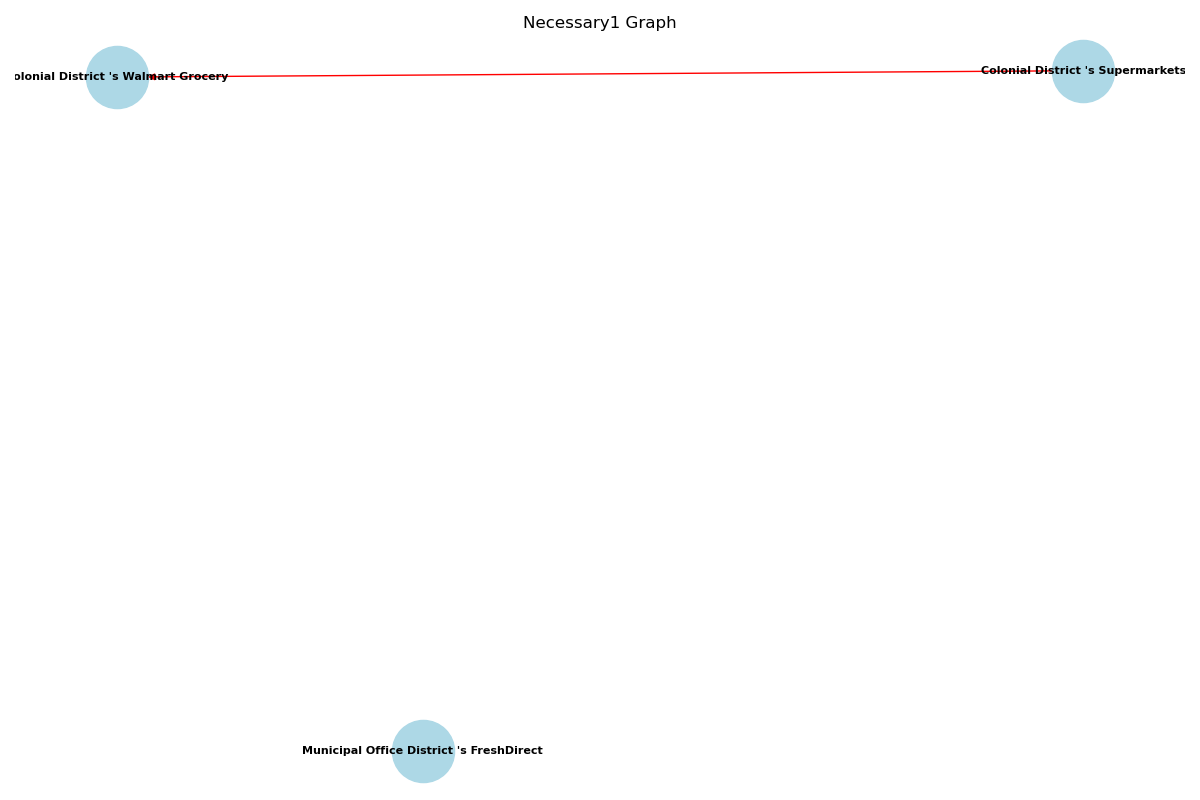 Necessary1 Graph
olonial District 's Walmart Grocery
Colonial District 's Supermarkets
Municipal Office District 's FreshDirect